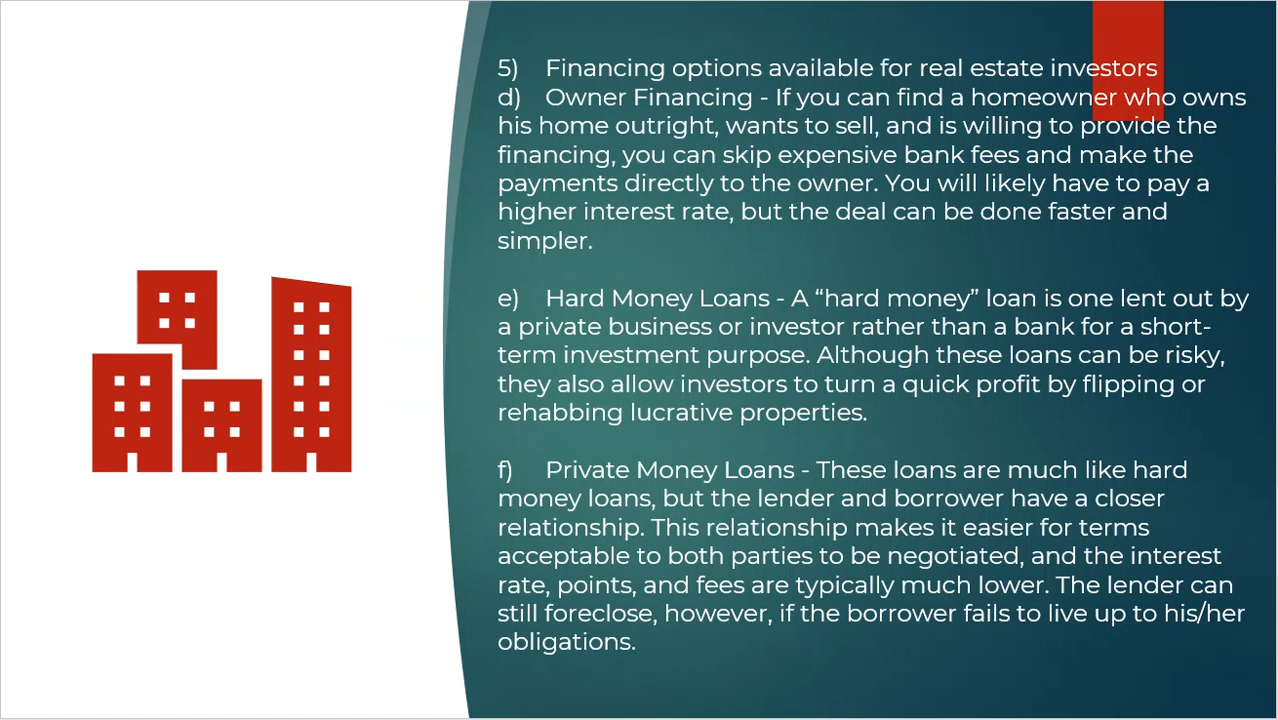 5) Financing options available for real estate investors
d) Owner Financing - If you can find a homeowner who owns
his home outright, wants to sell, and is willing to provide the
financing, you can skip expensive bank fees and make the
payments directly to the owner. You will likely have to pay a
higher interest rate, but the deal can be done faster and
simpler.
e) Hard Money Loans - A “hard money” loan is one lent out by
a private business or investor rather than a bank for a short-
term investment purpose. Although these loans can be risky,
they also allow investors to turn a quick profit by flipping or
rehabbing lucrative properties.
f) Private Money Loans - These loans are much like hard
money loans, but the lender and borrower have a closer
relationship. This relationship makes it easier for terms
acceptable to both parties to be negotiated, and the interest
rate, points, and fees are typically much lower. The lender can
still foreclose, however, if the borrower fails to live up to his/her
obligations.